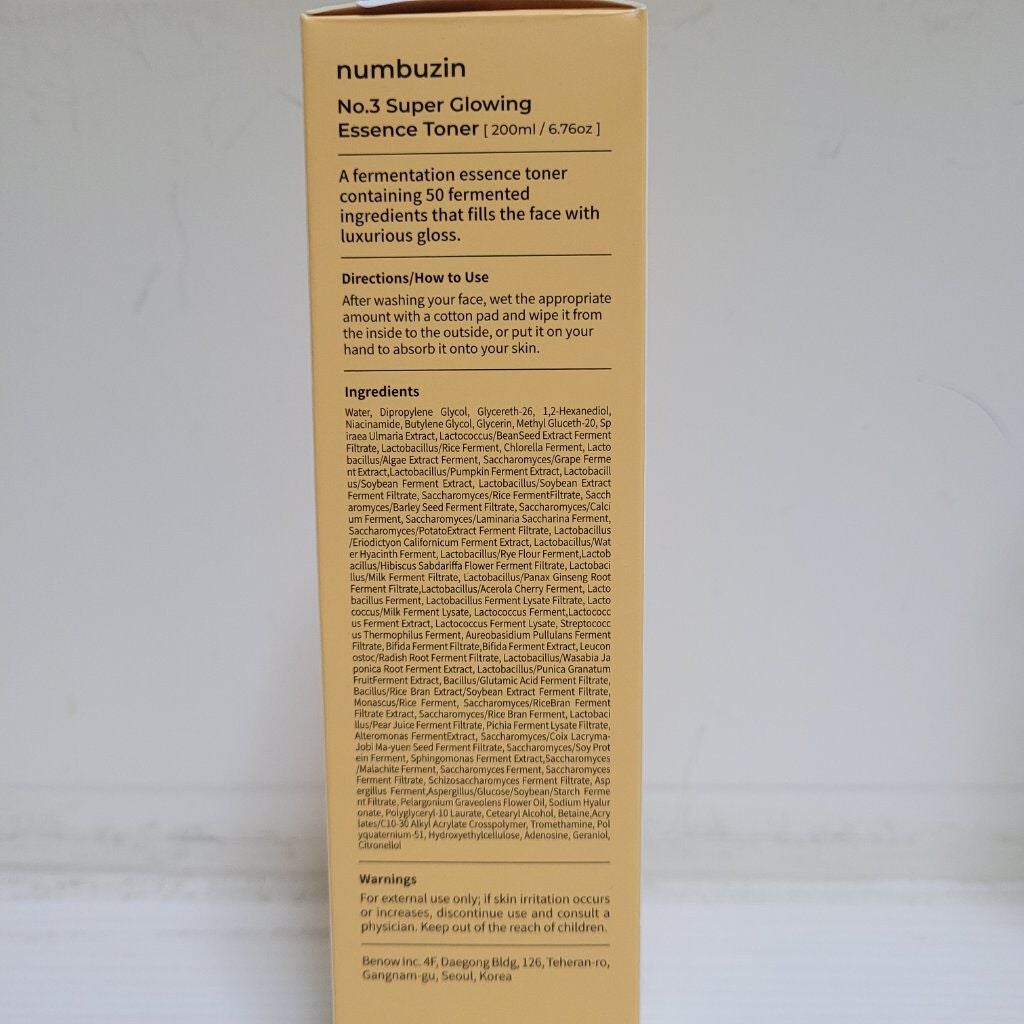 numbuzin
No.3 Super Glowing
Essence Toner [ 200ml / 6.76oz ]
A fermentation essence toner
containing 50 fermented
ingredients that fills the face with
luxurious gloss.
Directions/How to Use
After washing your face, wet the appropriate
amount with a cotton pad and wipe it from
the inside to the outside, or put it on your
hand to absorb it onto your skin.
Ingredients
Water, Dipropylene Glycol, Glycereth-26, 1,2-Hexanediol,
Niacinamide, Butylene Glycol, Glycerin, Methyl Gluceth-20, Sp
iraea Ulmaria Extract, Lactococcus/BeanSeed Extract Ferment
Filtrate, Lactobacillus/Rice Ferment, Chlorella Ferment, Lacto
bacillus/Algae Extract Ferment, Saccharomyces/Grape Ferme
nt Extract,Lactobacillus/Pumpkin Ferment Extract, Lactobacill
us/Soybean Ferment Extract, Lactobacillus/Soybean Extract
Ferment Filtrate, Saccharomyces/Rice FermentFiltrate, Sacch
aromyces/Barley Seed Ferment Filtrate, Saccharomyces/Calci
um Ferment, Saccharomyces/Laminaria Saccharina Ferment,
Saccharomyces/PotatoExtract Ferment Filtrate, Lactobacillus
/Eriodictyon Californicum Ferment Extract, Lactobacillus/Wat
er Hyacinth Ferment, Lactobacillus/Rye Flour Ferment,Lactob
acillus/Hibiscus Sabdariffa Flower Ferment Filtrate, Lactobaci
llus/Milk Ferment Filtrate, Lactobacillus/Panax Ginseng Root
Ferment Filtrate,Lactobacillus/Acerola Cherry Ferment, Lacto
bacillus Ferment, Lactobacillus Ferment Lysate Filtrate, Lacto
coccus/Milk Ferment Lysate, Lactococcus Ferment,Lactococc
us Ferment Extract, Lactococcus Ferment Lysate, Streptococc
us Thermophilus Ferment, Aureobasidium Pullulans Ferment
Filtrate, Bifida Ferment Filtrate,Bifida Ferment Extract, Leucon
ostoc/Radish Root Ferment Filtrate, Lactobacillus/Wasabia Ja
ponica Root Ferment Extract, Lactobacillus/Punica Granatum
FruitFerment Extract, Bacillus/Glutamic Acid Ferment Filtrate,
Bacillus/Rice Bran Extract/Soybean Extract Ferment Filtrate,
Monascus/Rice Ferment, Saccharomyces/RiceBran Ferment
Filtrate Extract, Saccharomyces/Rice Bran Ferment, Lactobaci
llus/Pear Juice Ferment Filtrate, Pichia Ferment Lysate Filtrate,
Alteromonas FermentExtract, Saccharomyces/Coix Lacryma-
Jobi Ma-yuen Seed Ferment Filtrate, Saccharomyces/Soy Prot
ein Ferment, Sphingomonas Ferment Extract,Saccharomyces
/Malachite Ferment, Saccharomyces Ferment, Saccharomyces
Ferment Filtrate, Schizosaccharomyces Ferment Filtrate, Asp
ergillus Ferment,Aspergillus/Glucose/Soybean/Starch Ferme
nt Filtrate, Pelargonium Graveolens Flower Oil, Sodium Hyalur
onate, Polyglyceryl-10 Laurate, Cetearyl Alcohol, Betaine,Acry
lates/C10-30 Alkyl Acrylate Crosspolymer, Tromethamine, Pol
yquaternium-51, Hydroxyethylcellulose, Adenosine, Geraniol,
Citronellol
Warnings
For external use only; if skin irritation occurs
or increases, discontinue use and consult a
physician. Keep out of the reach of children.
Benow Inc. 4F, Daegong Bldg, 126, Teheran-ro,
Gangnam-gu, Seoul, Korea